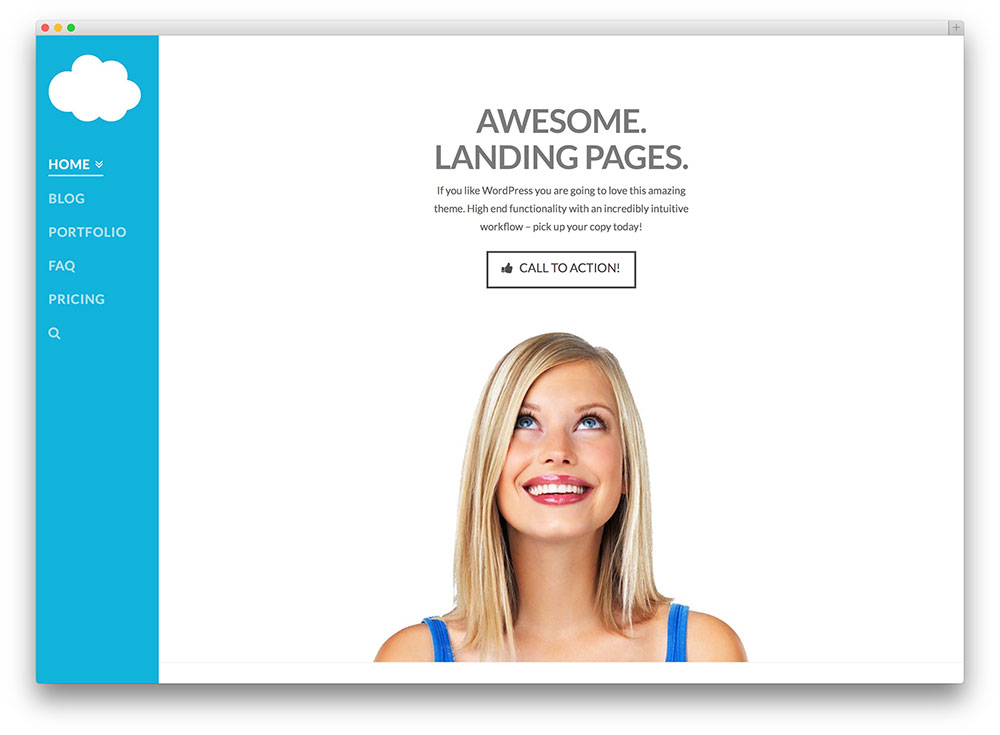 HOME
BLOG
PORTFOLIO
FAQ
PRICING
AWESOME.
LANDING PAGES.
If you like WordPress you are going to love this amazing
theme. High end functionality with an incredibly intuitive
workflow – pick up your copy today!
CALL TO ACTION!